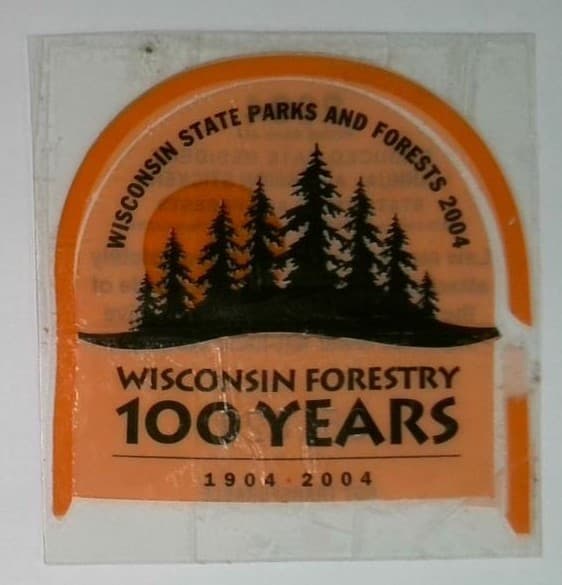 WISCONSIN STATE PARKS AND FORESTS 2004
WISCONSIN FORESTRY
100 YEARS
1904 · 2004